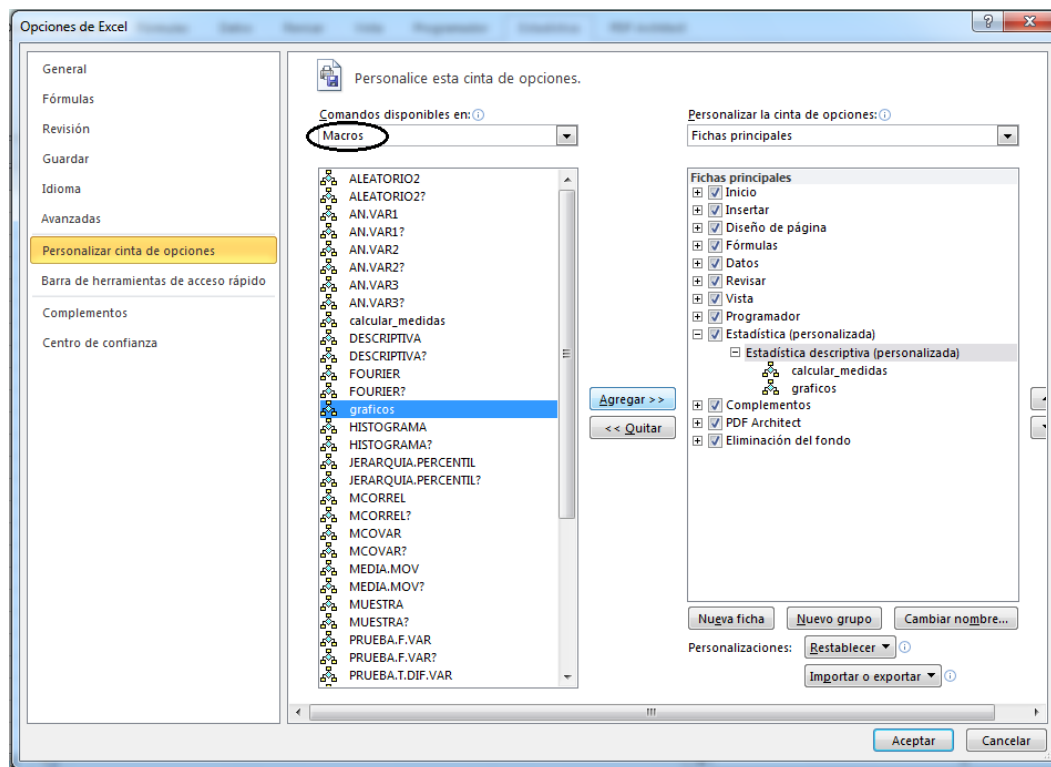 Opciones de Excel
General
Fórmulas
Revisión
Guardar
Idioma
Avanzadas
Personalizar cinta de opciones
Barra de herramientas de acceso rápido
Complementos
Centro de confianza
Personalice esta cinta de opciones.
Comandos disponibles en:
Macros
ALEATORIO2
ALEATORIO2?
AN.VAR1
AN.VAR1?
AN.VAR2
AN.VAR2?
AN.VAR3
AN.VAR3?
calcular_medidas
DESCRIPTIVA
DESCRIPTIVA?
FOURIER
FOURIER?
graficos
HISTOGRAMA
HISTOGRAMA?
JERARQUIA.PERCENTIL
JERARQUIA.PERCENTIL?
MCORREL
MCORREL?
MCOVAR
MCOVAR?
MEDIA.MOV
MEDIA.MOV?
MUESTRA
MUESTRA?
PRUEBA.F.VAR
PRUEBA.F.VAR?
PRUEBA.T.DIF.VAR
Agregar >>
<< Quitar
Personalizar la cinta de opciones:
Fichas principales
Fichas principales
Inicio
Insertar
Diseño de página
Fórmulas
Datos
Revisar
Vista
Programador
Estadística (personalizada)
Estadística descriptiva (personalizada)
calcular_medidas
graficos
Complementos
PDF Architect
Eliminación del fondo
Nueva ficha
Nuevo grupo
Cambiar nombre...
Personalizaciones:
Restablecer
Importar o exportar
Aceptar
Cancelar